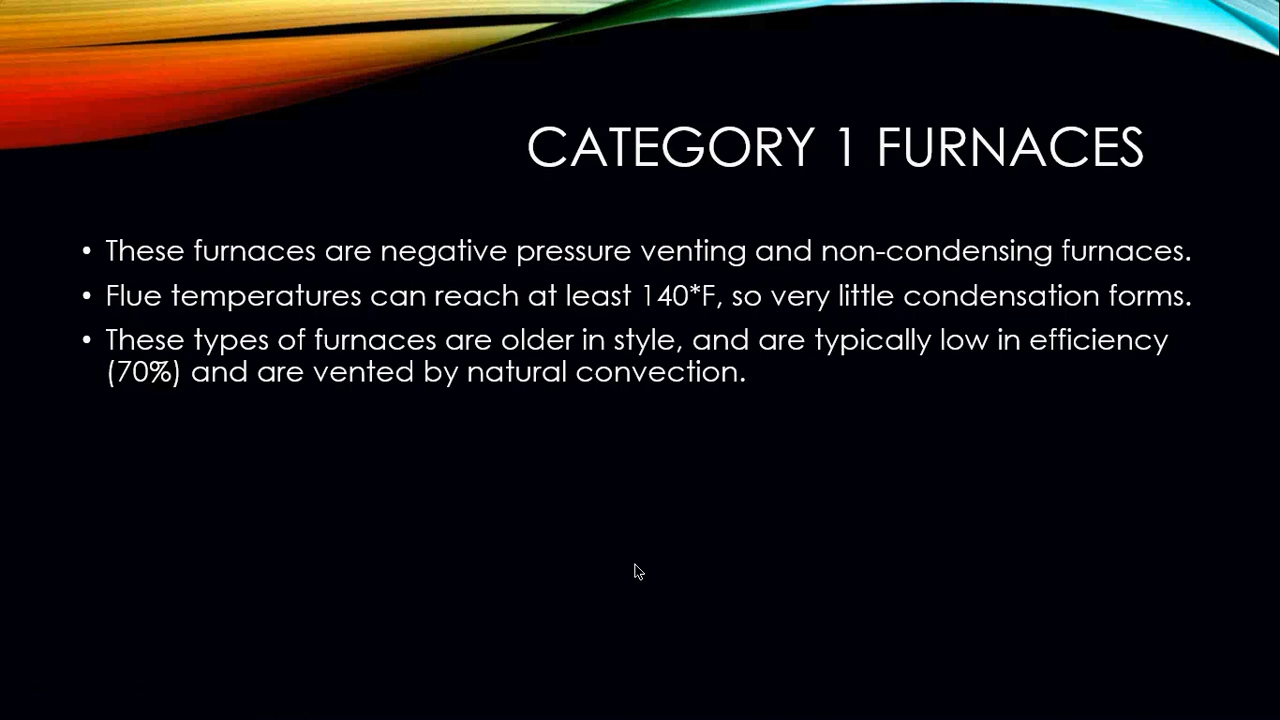 CATEGORY 1 FURNACES
• These furnaces are negative pressure venting and non-condensing furnaces.
• Flue temperatures can reach at least 140*F, so very little condensation forms.
• These types of furnaces are older in style, and are typically low in efficiency
(70%) and are vented by natural convection.